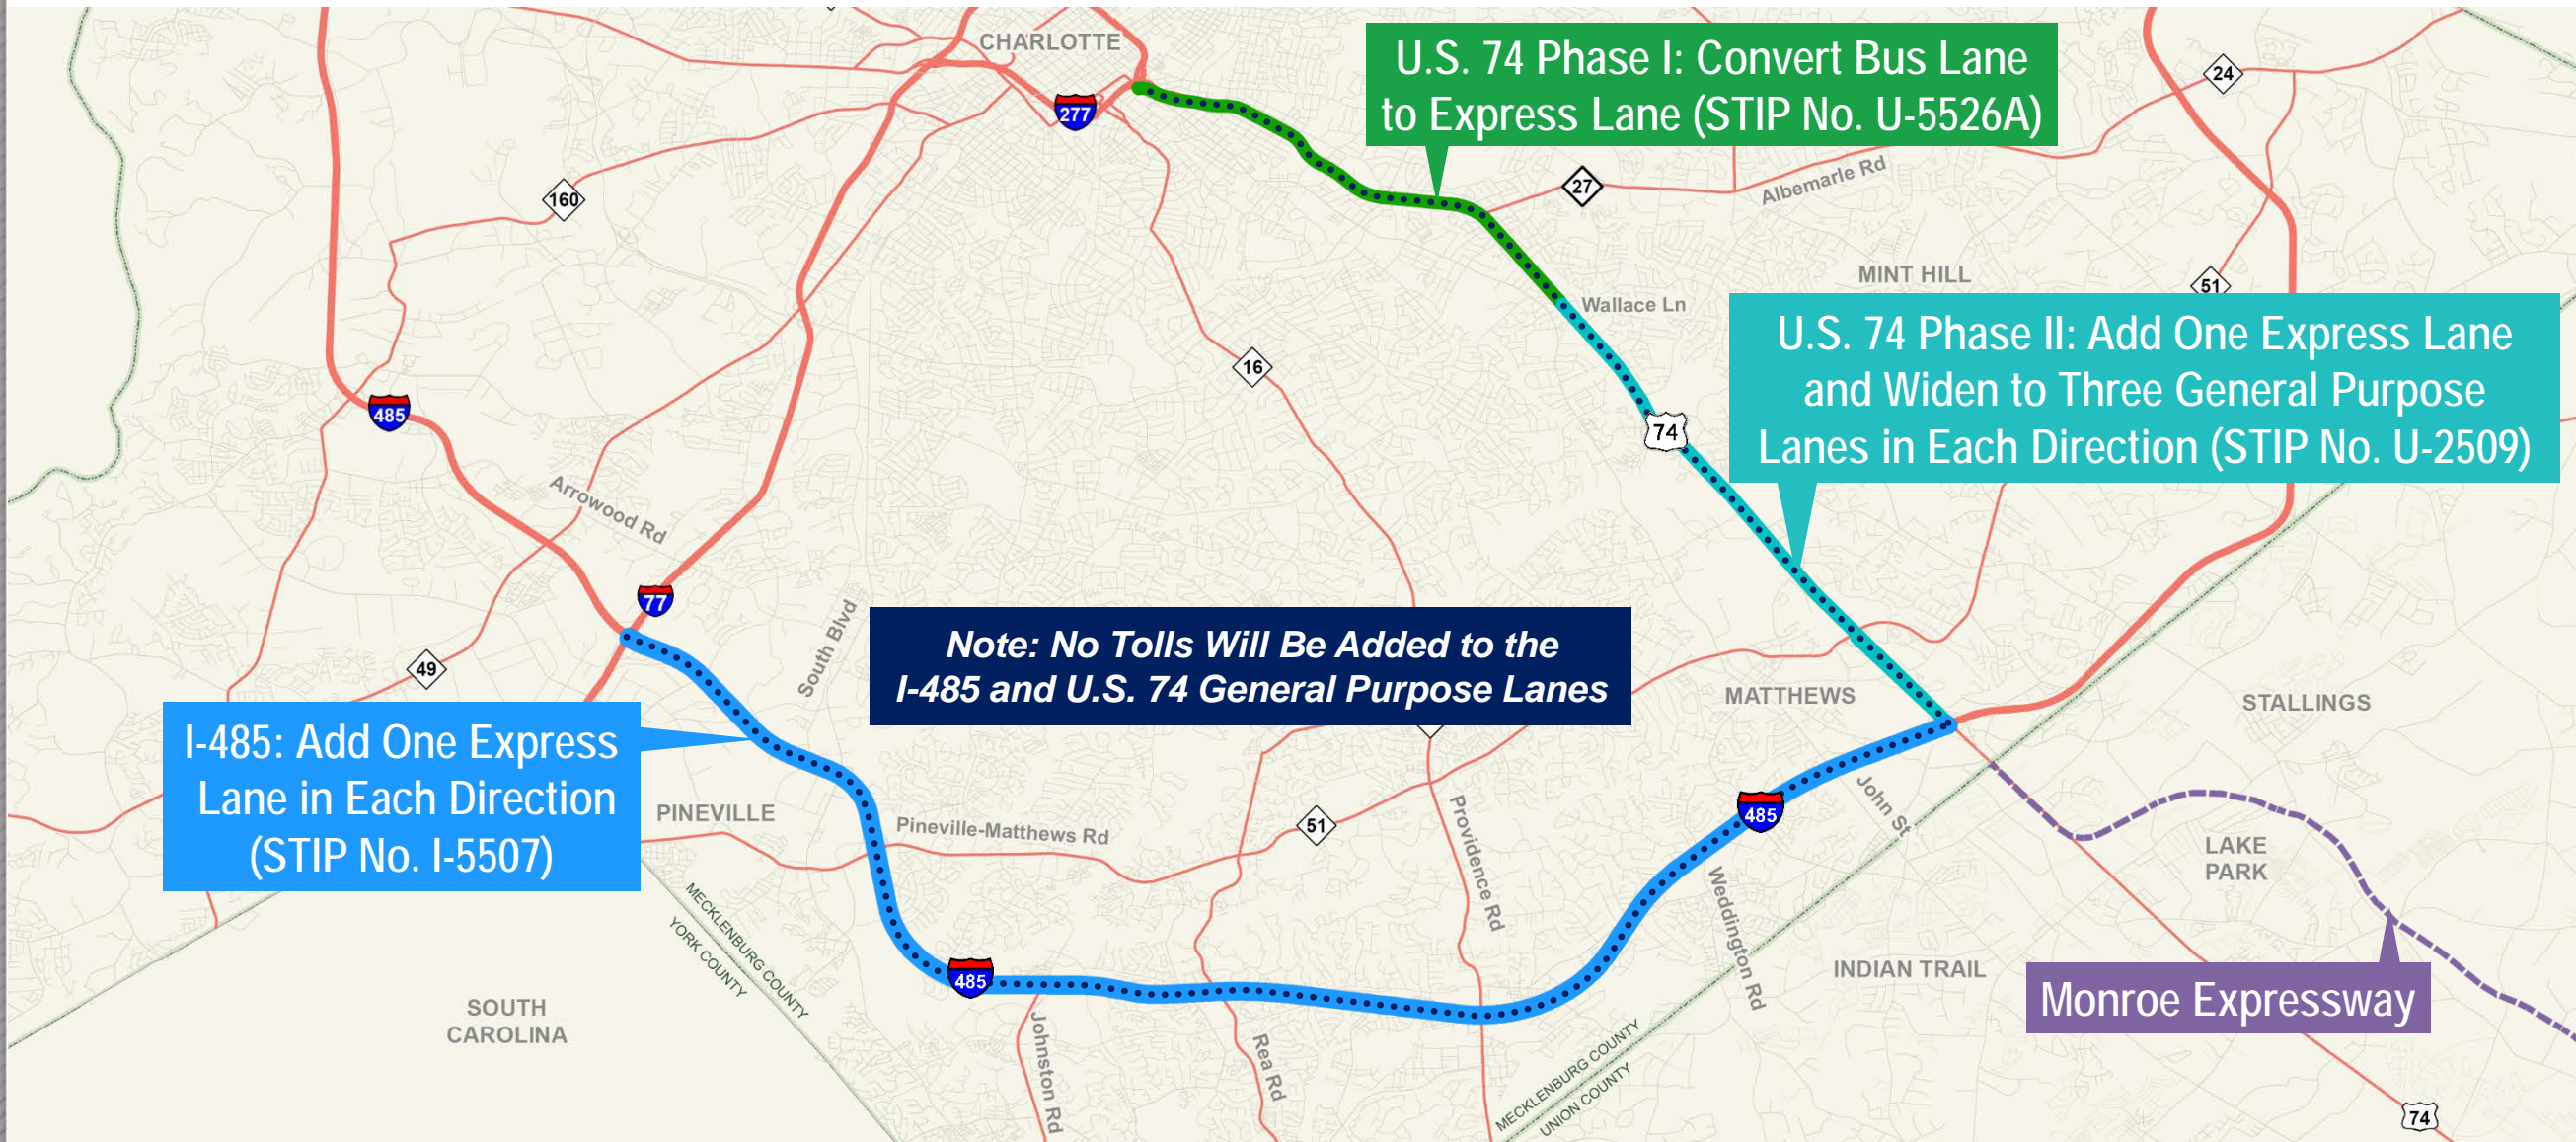 CHARLOTTE
277
U.S. 74 Phase I: Convert Bus Lane
to Express Lane (STIP No. U-5526A)
24
27
Albemarle Rd
160
MINT HILL
51
Wallace Ln
U.S. 74 Phase II: Add One Express Lane
and Widen to Three General Purpose
Lanes in Each Direction (STIP No. U-2509)
16
485
74
Arrowood Rd
77
South Blvd
Note: No Tolls Will Be Added to the
I-485 and U.S. 74 General Purpose Lanes
49
MATTHEWS
STALLINGS
I-485: Add One Express
Lane in Each Direction
(STIP No. I-5507)
PINEVILLE
Pineville-Matthews Rd
51
Providence Rd
485
John St
LAKE
PARK
MECKLENBURG COUNTY
YORK COUNTY
Weddington Rd
INDIAN TRAIL
485
Monroe Expressway
SOUTH
CAROLINA
Johnston Rd
Rea Rd
MECKLENBURG COUNTY
UNION COUNTY
74